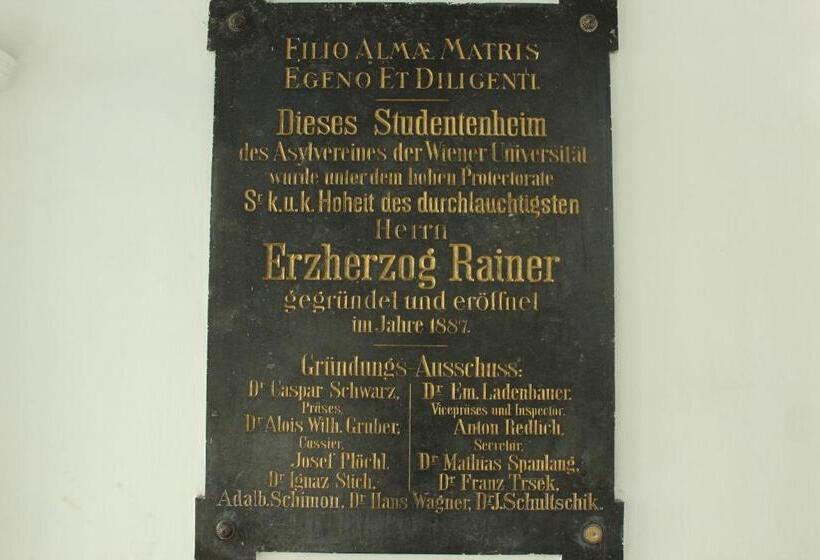 FILIO ALMÆ MATRIS
EGENO ET DILIGENTI.
Dieses Studentenheim
des Asylvereines der Wiener Universität
wurde unter dem hohen Protectorate
Sr k.u.k. Hoheit des durchlauchtigsten
Herrn
Erzherzog Rainer
gegründet und eröffnet
im Jahre 1887.
Gründungs-Ausschuss:
Dr Caspar Schwarz,
Präses,
Dr Alois Wilh. Gruber,
Cassier,
Josef Plöchl,
Dr Ignaz Stich,
Dr Em. Ladenbauer,
Vicepräses und Inspector,
Anton Redlich,
Secretär,
Dr Mathias Spanlang,
Dr Franz Trsek,
Adalb. Schimon, Dr Hans Wagner, Dr J. Schultschik.